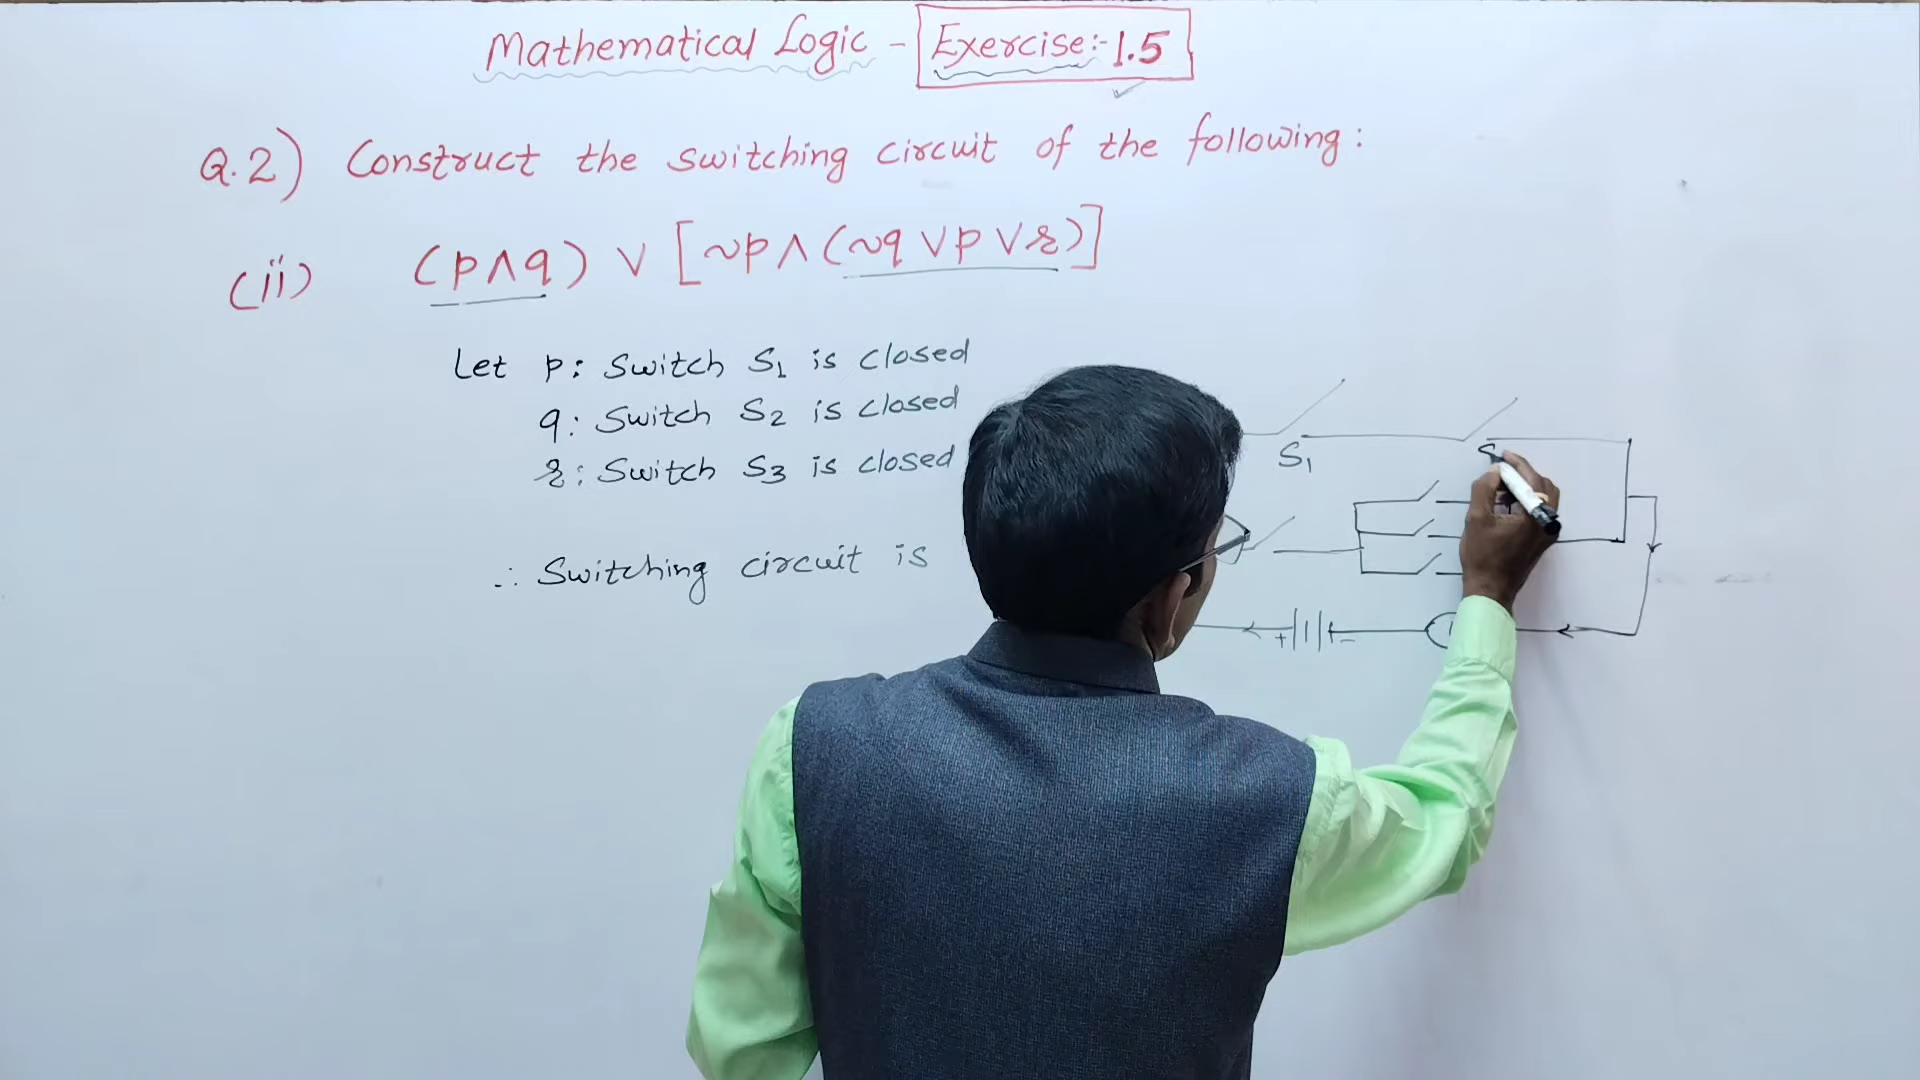 Mathematical Logic - Exercise:- 1.5
Q.2) Construct the switching circuit of the following:
(ii) (p∧q) ∨ [~p∧(~q∨p∨r)]
Let p: Switch S1 is closed
q: Switch S2 is closed
r: Switch S3 is closed
S1 S
∴ Switching circuit is
+ -